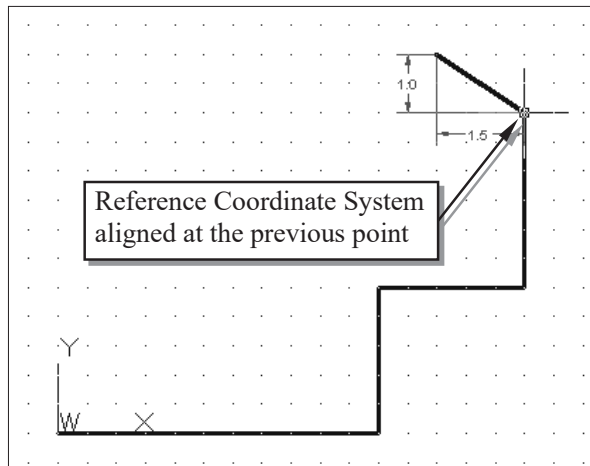 1.0
1.5
Reference Coordinate System
aligned at the previous point
Y
W X